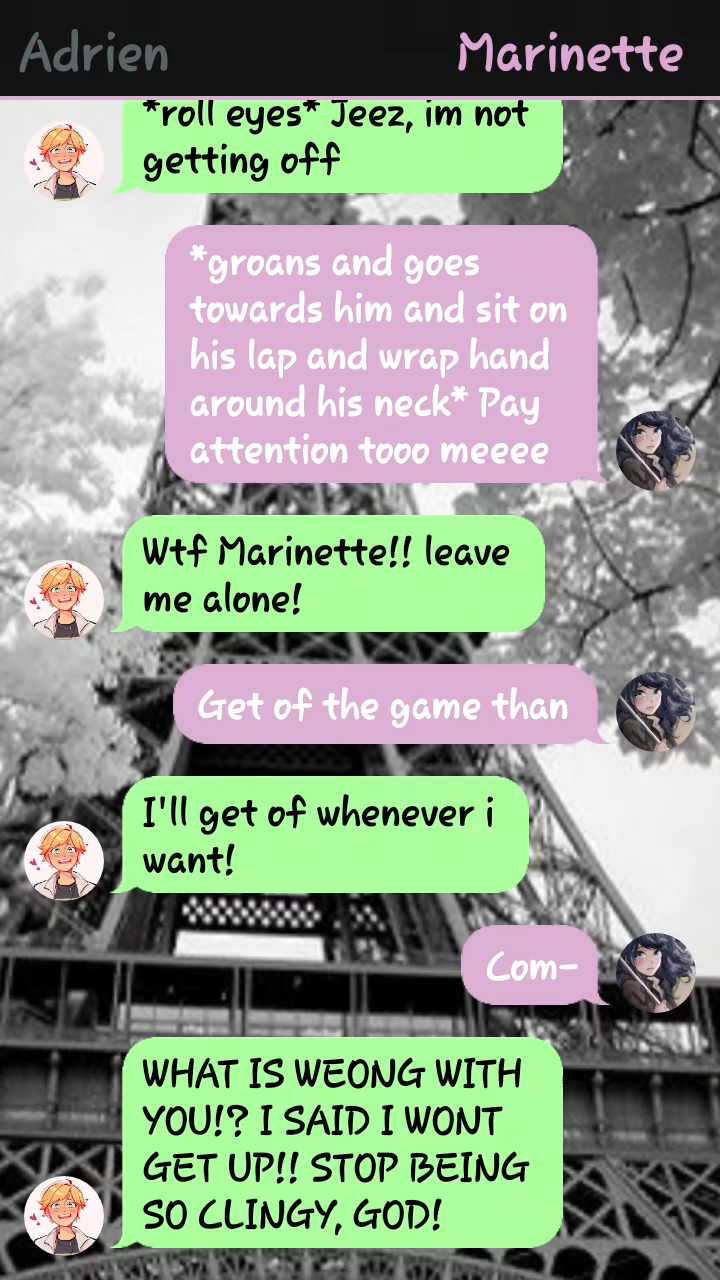 Adrien
Marinette
*roll eyes* Jeez, im not
getting off
*groans and goes
towards him and sit on
his lap and wrap hand
around his neck* Pay
attention tooo meeee
Wtf Marinette!! leave
me alone!
Get of the game than
I'll get of whenever i
want!
Com-
WHAT IS WEONG WITH
YOU!? I SAID I WONT
GET UP!! STOP BEING
SO CLINGY, GOD!